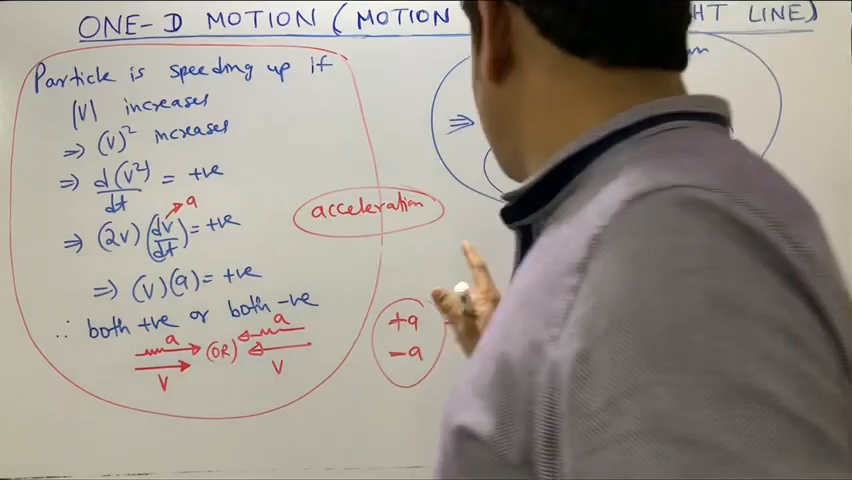 ONE-D MOTION (MOTION HT LINE)
Particle is speeding up if
|V| increases
⇒ (V)² increases
⇒ d(V²)/dt = +ve
⇒ (2V)(dV/dt) = +ve
a
⇒ (V)(a) = +ve
∴ both +ve or both -ve
a (OR) a
V V
acceleration
+a
-a
⇒